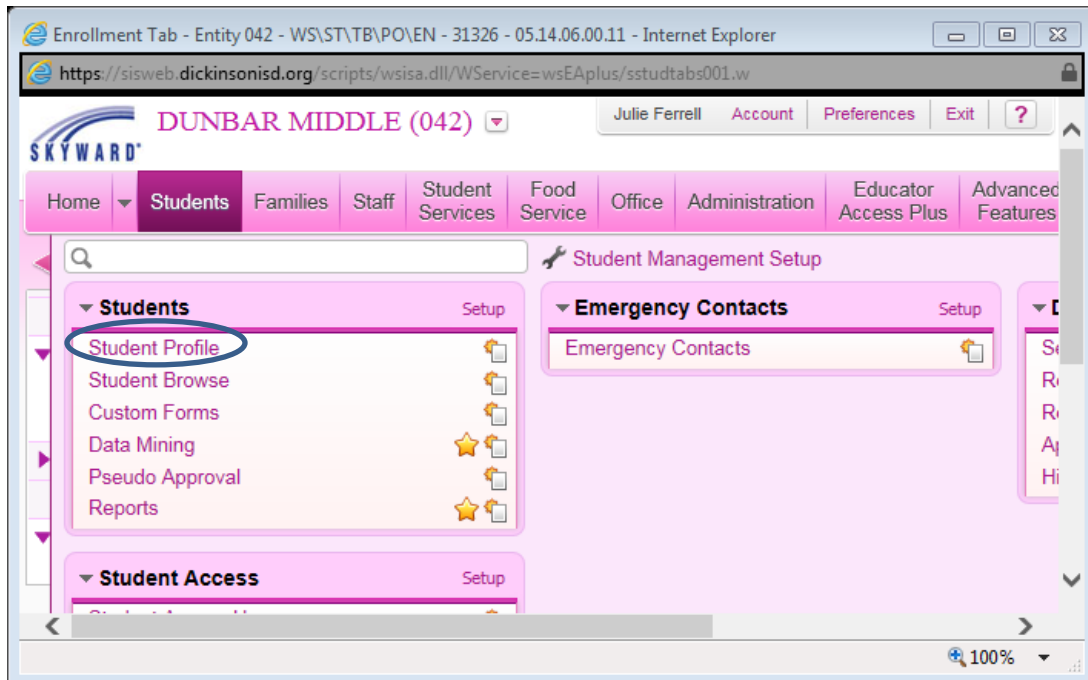 Enrollment Tab - Entity 042 - WS\ST\TB\PO\EN - 31326 - 05.14.06.00.11 - Internet Explorer
https://sisweb.dickinsonisd.org/scripts/wsisa.dll/WService=wsEAplus/sstudtabs001.w
SKYWARD
DUNBAR MIDDLE (042)
Julie Ferrell Account Preferences Exit ?
Home Students Families Staff Student Services Food Service Office Administration Educator Access Plus Advanced Features
Student Management Setup
Students Setup
Student Profile
Student Browse
Custom Forms
Data Mining
Pseudo Approval
Reports
Emergency Contacts Setup
Emergency Contacts
Student Access Setup
100%